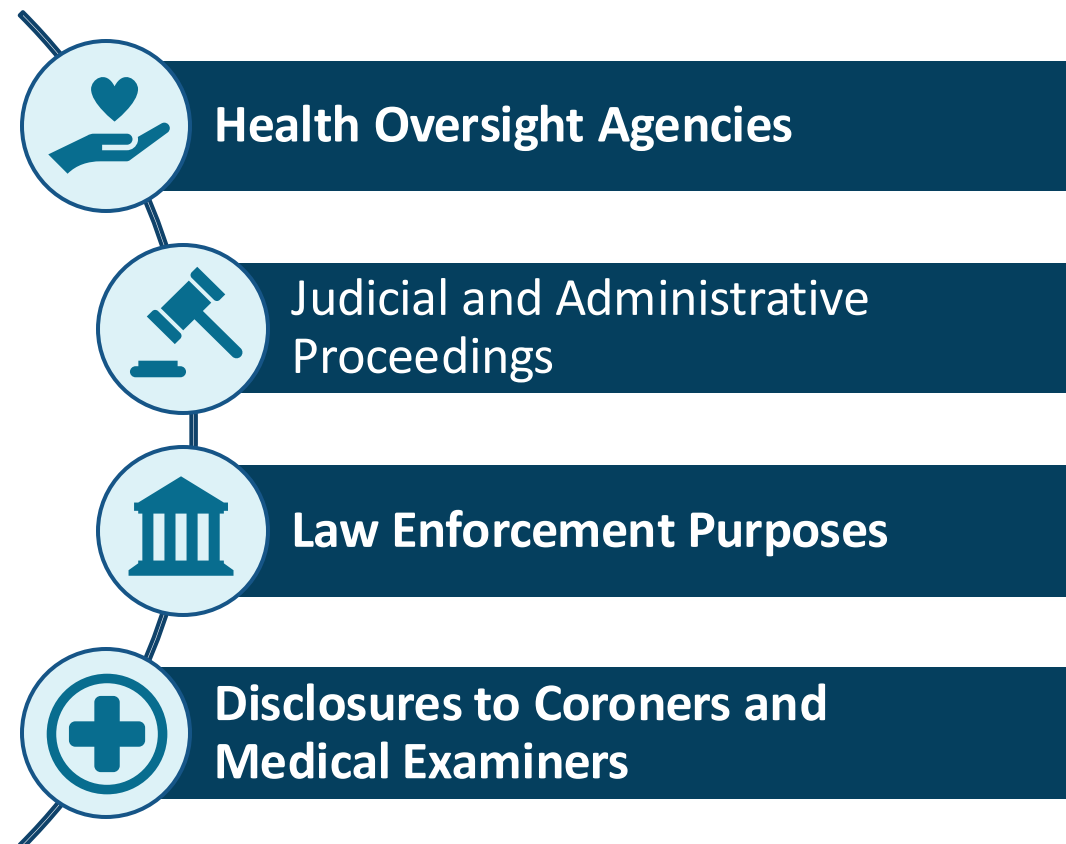 Health Oversight Agencies
Judicial and Administrative
Proceedings
Law Enforcement Purposes
Disclosures to Coroners and
Medical Examiners